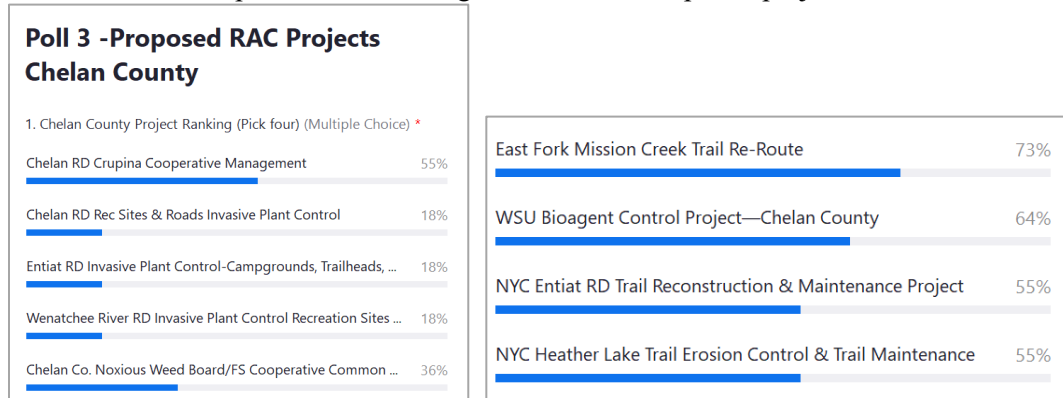 Poll 3 -Proposed RAC Projects
Chelan County
1. Chelan County Project Ranking (Pick four) (Multiple Choice) *
Chelan RD Crupina Cooperative Management 55%
Chelan RD Rec Sites & Roads Invasive Plant Control 18%
Entiat RD Invasive Plant Control-Campgrounds, Trailheads, ... 18%
Wenatchee River RD Invasive Plant Control Recreation Sites ... 18%
Chelan Co. Noxious Weed Board/FS Cooperative Common ... 36%
East Fork Mission Creek Trail Re-Route 73%
WSU Bioagent Control Project—Chelan County 64%
NYC Entiat RD Trail Reconstruction & Maintenance Project 55%
NYC Heather Lake Trail Erosion Control & Trail Maintenance 55%